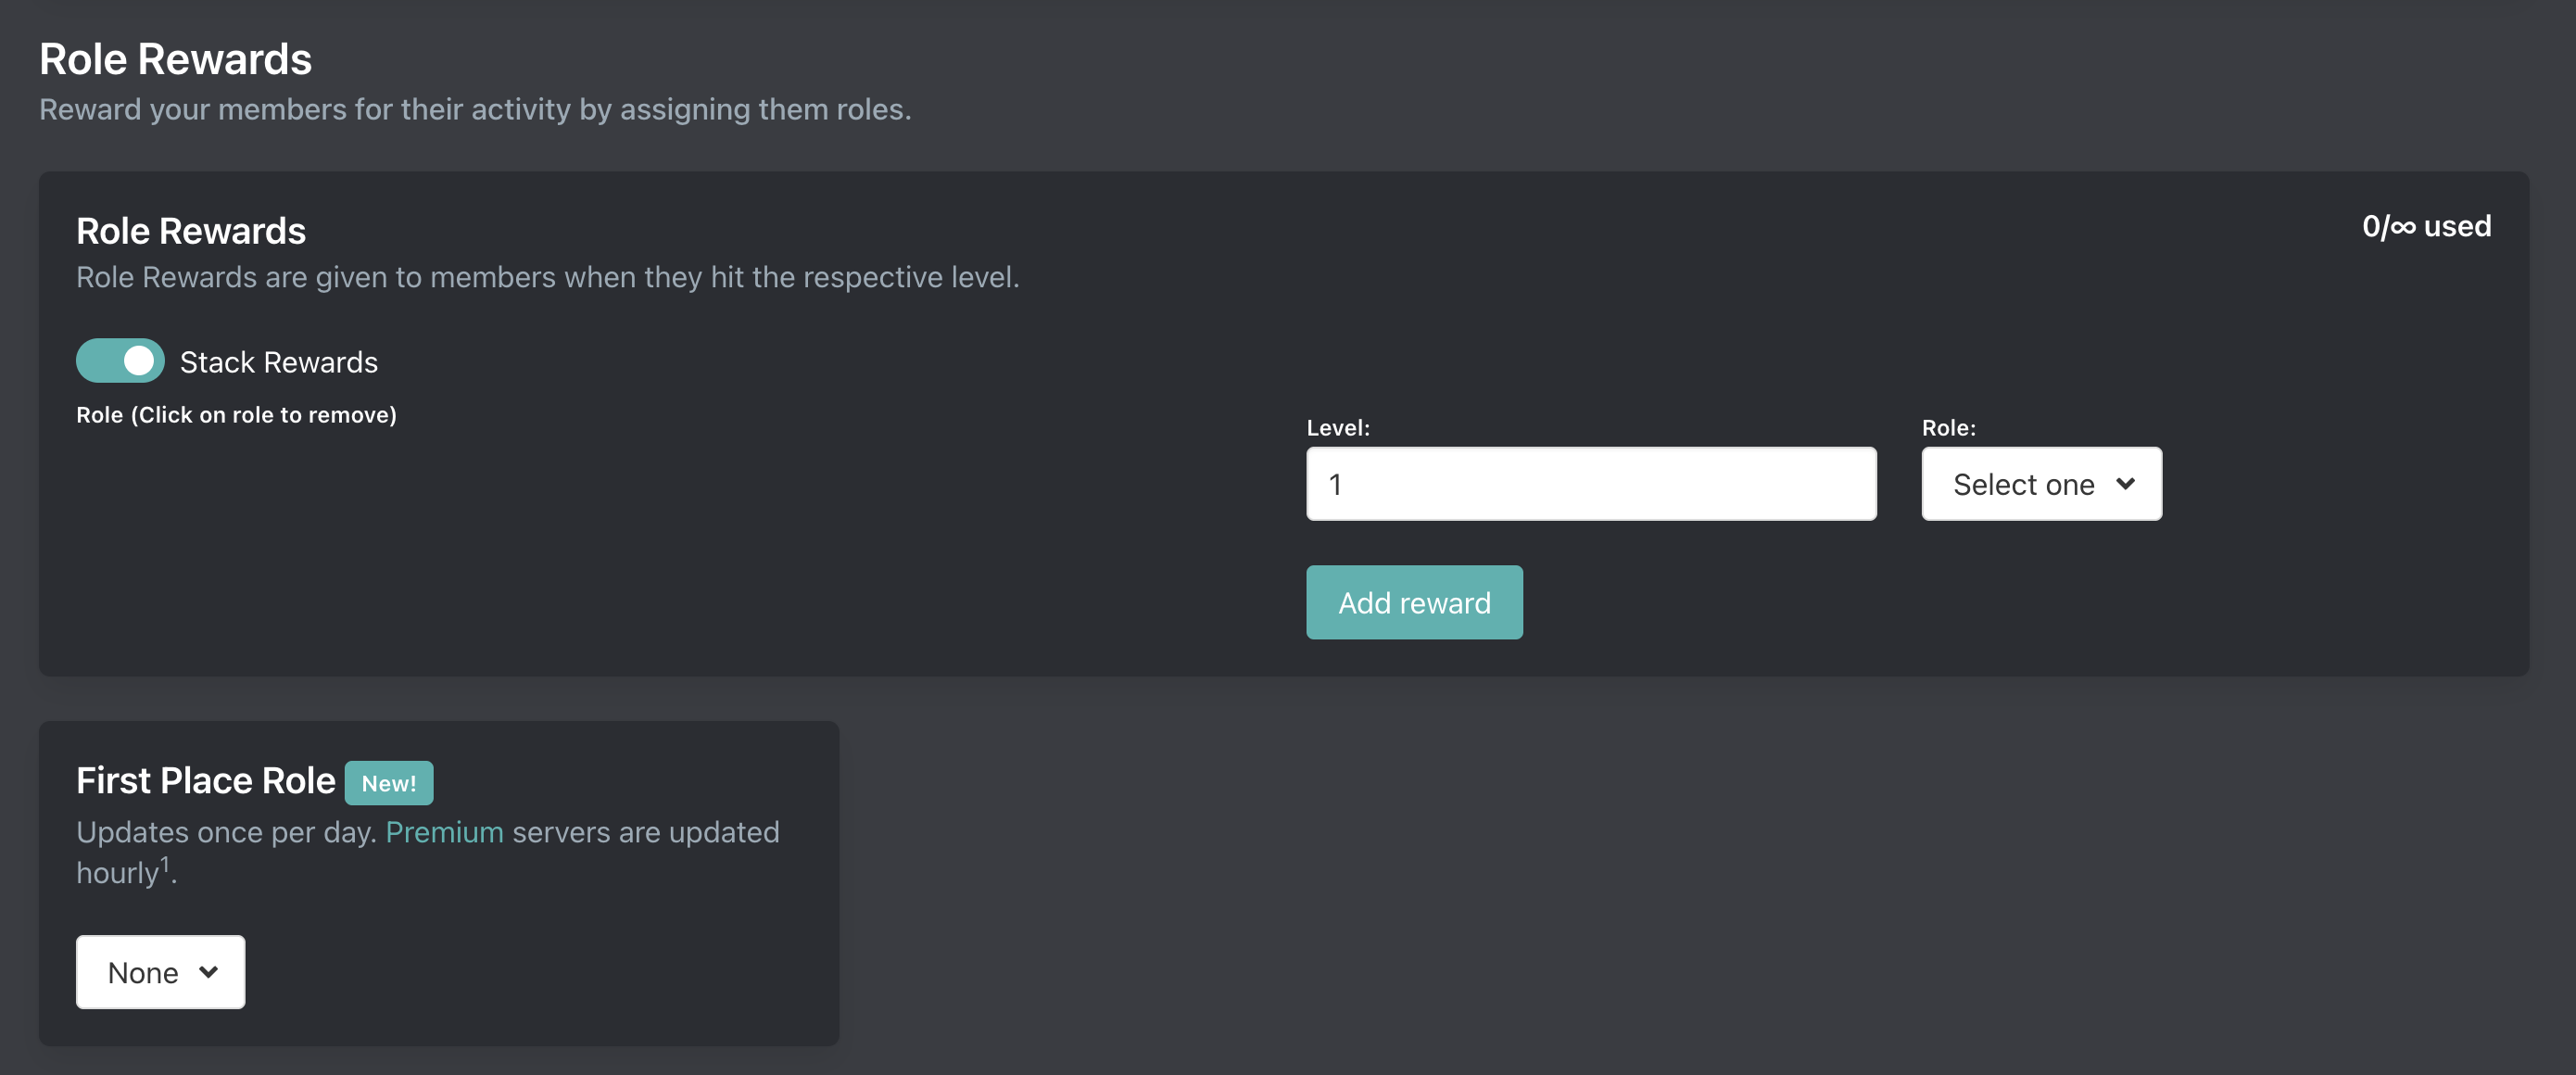 Role Rewards
Reward your members for their activity by assigning them roles.
Role Rewards
0/∞ used
Role Rewards are given to members when they hit the respective level.
Stack Rewards
Role (Click on role to remove)
Level:
Role:
1
Select one
Add reward
First Place Role New!
Updates once per day. Premium servers are updated
hourly¹.
None